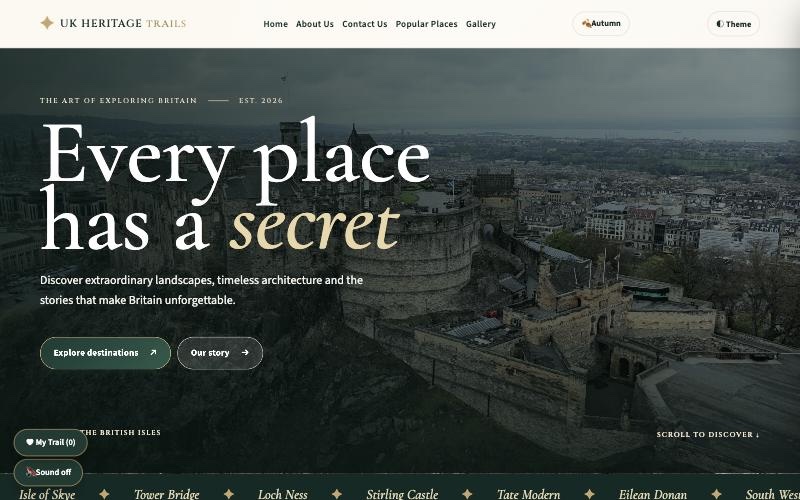 UK HERITAGE TRAILS
Home About Us Contact Us Popular Places Gallery
Autumn
Theme
THE ART OF EXPLORING BRITAIN
EST. 2026
Every place
has a secret
Discover extraordinary landscapes, timeless architecture and the
stories that make Britain unforgettable.
Explore destinations ↗
Our story →
THE BRITISH ISLES
SCROLL TO DISCOVER ↓
My Trail (0)
Sound off
Isle of Skye ✦ Tower Bridge ✦ Loch Ness ✦ Stirling Castle ✦ Tate Modern ✦ Eilean Donan ✦ South